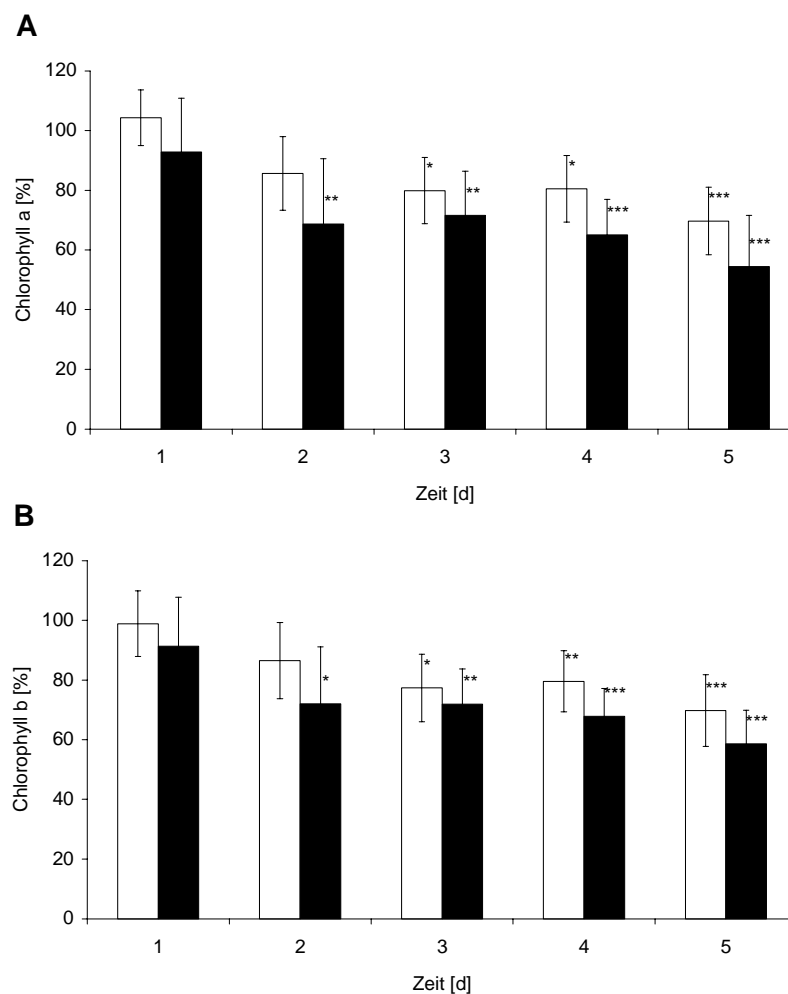 A
120
100
80
60
40
20
0
Chlorophyll a [%]
* * ***
** ** *** ***
1 2 3 4 5
Zeit [d]
B
120
100
80
60
40
20
0
Chlorophyll b [%]
* ** ***
* ** *** ***
1 2 3 4 5
Zeit [d]